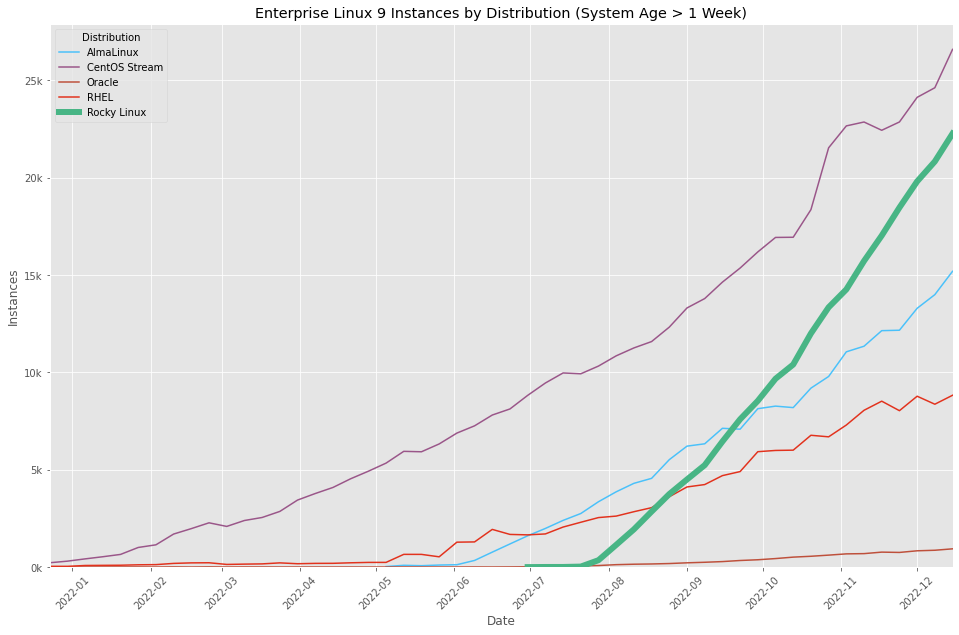 Enterprise Linux 9 Instances by Distribution (System Age > 1 Week)
Distribution
AlmaLinux
CentOS Stream
Oracle
RHEL
Rocky Linux
25k
20k
15k
10k
5k
0k
Instances
2022-01
2022-02
2022-03
2022-04
2022-05
2022-06
2022-07
2022-08
2022-09
2022-10
2022-11
2022-12
Date